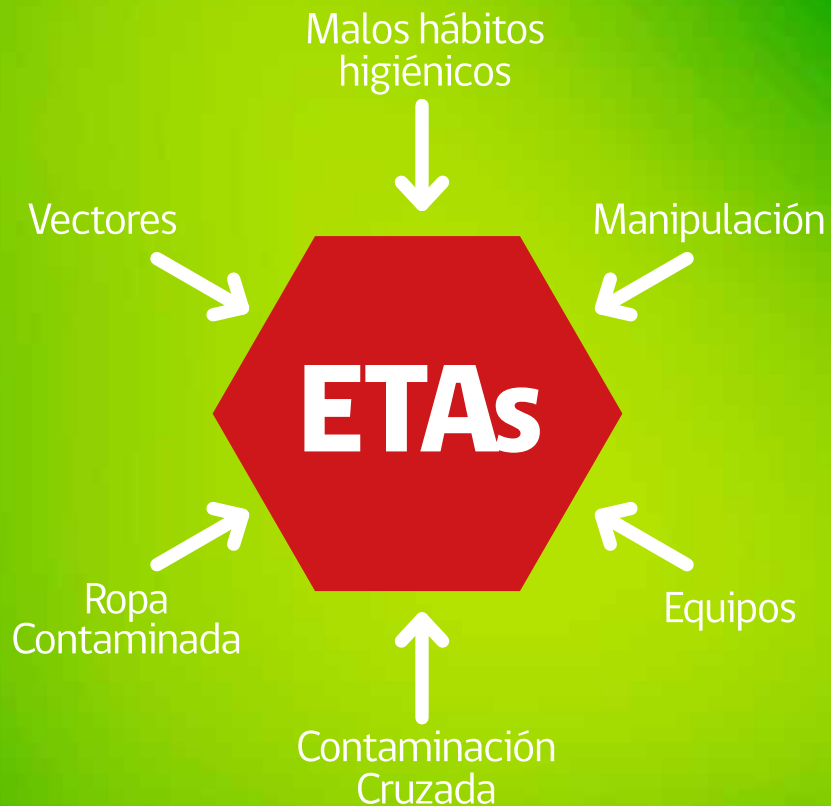 Malos hábitos
higiénicos
Vectores
Manipulación
ETAs
Ropa
Contaminada
Equipos
Contaminación
Cruzada